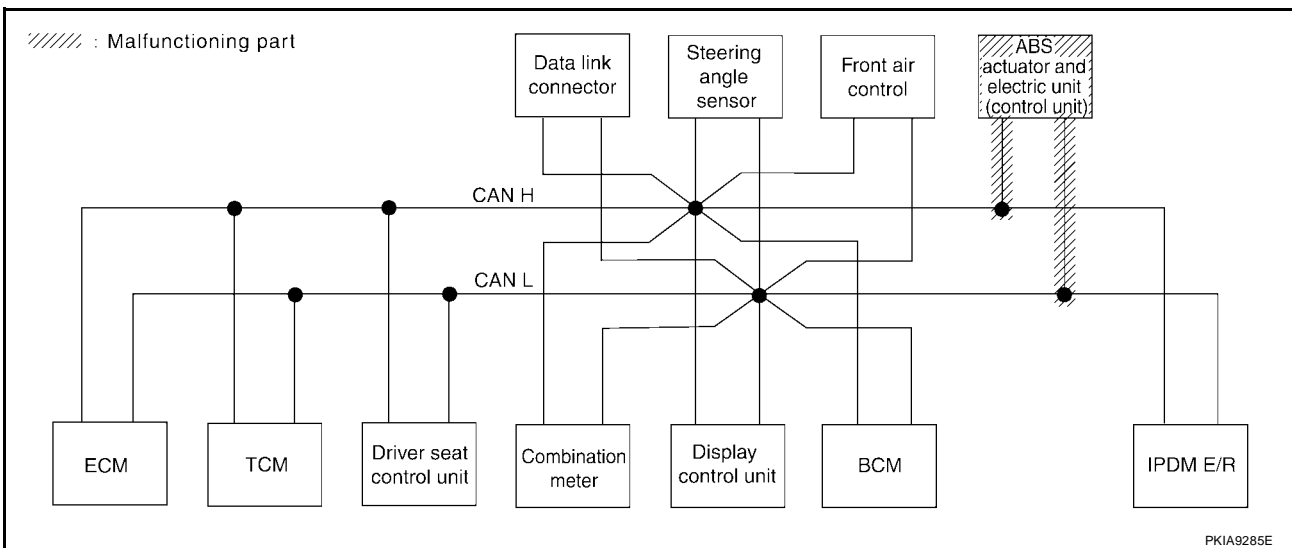 : Malfunctioning part
Data link
connector
Steering
angle
sensor
Front air
control
ABS
actuator and
electric unit
(control unit)
CAN H
CAN L
ECM
TCM
Driver seat
control unit
Combination
meter
Display
control unit
BCM
IPDM E/R
PKIA9285E